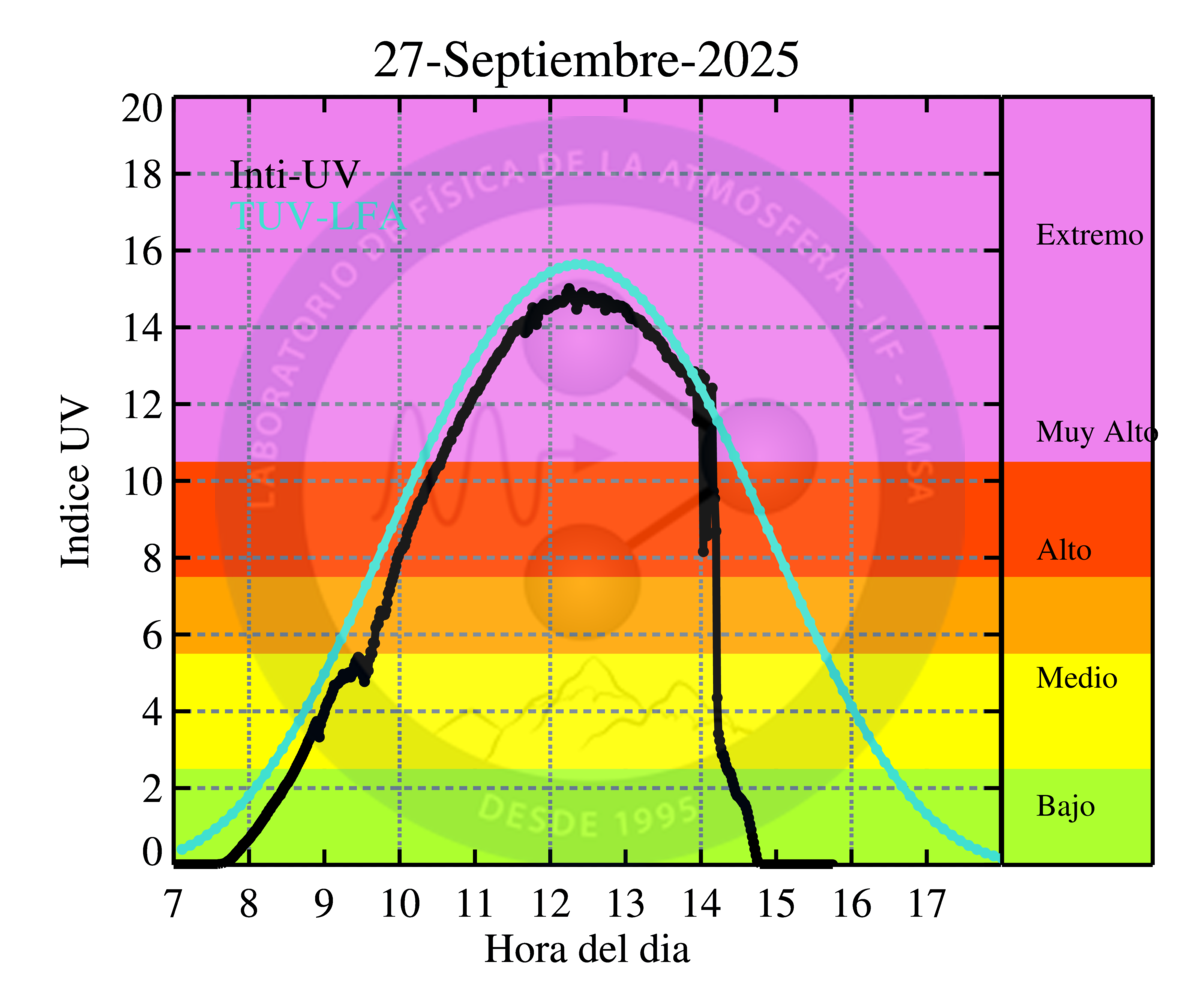 27-Septiembre-2025
20
18
16
14
12
10
8
6
4
2
0
Indice UV
Inti-UV
TUV-LFA
LABORATORIO DE FÍSICA DE LA ATMÓSFERA - IIF - UMSA
DESDE 1995
Extremo
Muy Alto
Alto
Medio
Bajo
7 8 9 10 11 12 13 14 15 16 17
Hora del dia